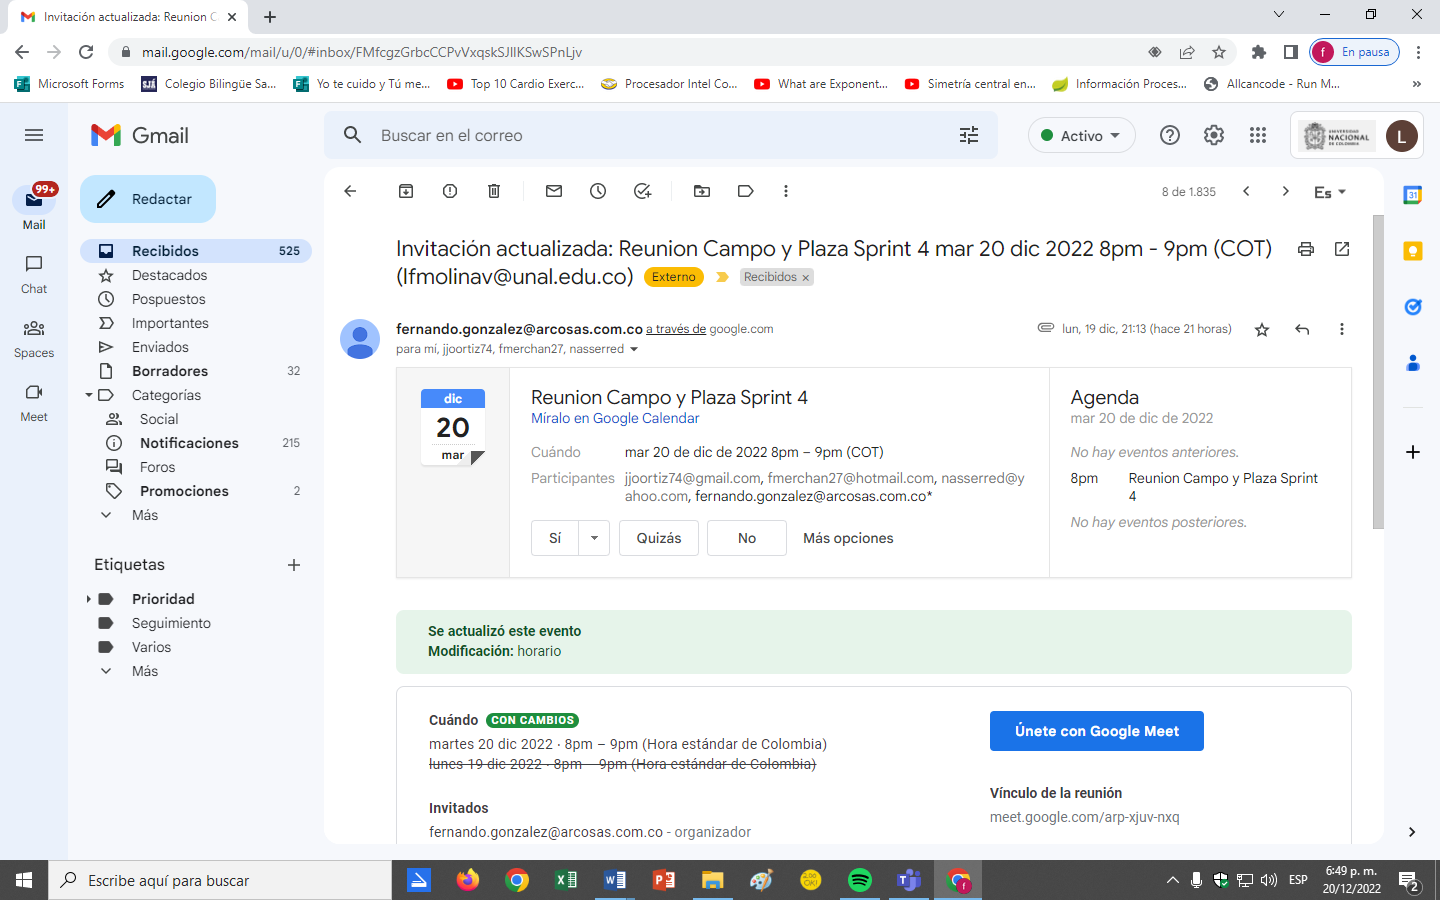 Invitación actualizada: Reunion C
mail.google.com/mail/u/0/#inbox/FMfcgzGrbcCCPvVxqskSJIlKSwSPnLjv
En pausa
Microsoft Forms
Colegio Bilingüe Sa...
Yo te cuido y Tú me...
Top 10 Cardio Exerc...
Procesador Intel Co...
What are Exponent...
Simetría central en...
Información Proces...
Allcancode - Run M...
Gmail
Buscar en el correo
Activo
UNIVERSIDAD
NACIONAL
DE COLOMBIA
L
99+
Mail
Chat
Spaces
Meet
Redactar
Recibidos 525
Destacados
Pospuestos
Importantes
Enviados
Borradores 32
Categorías
Social
Notificaciones 215
Foros
Promociones 2
Más
Etiquetas
Prioridad
Seguimiento
Varios
Más
8 de 1.835
Es
Invitación actualizada: Reunion Campo y Plaza Sprint 4 mar 20 dic 2022 8pm - 9pm (COT)
(lfmolinav@unal.edu.co) Externo Recibidos x
fernando.gonzalez@arcosas.com.co a través de google.com
lun, 19 dic, 21:13 (hace 21 horas)
para mí, jjoortiz74, fmerchan27, nasserred
dic
20
mar
Reunion Campo y Plaza Sprint 4
Míralo en Google Calendar
Cuándo mar 20 de dic de 2022 8pm – 9pm (COT)
Participantes jjoortiz74@gmail.com, fmerchan27@hotmail.com, nasserred@y
ahoo.com, fernando.gonzalez@arcosas.com.co*
Sí
Quizás
No
Más opciones
Agenda
mar 20 de dic de 2022
No hay eventos anteriores.
8pm Reunion Campo y Plaza Sprint
4
No hay eventos posteriores.
Se actualizó este evento
Modificación: horario
Cuándo CON CAMBIOS
martes 20 dic 2022 · 8pm – 9pm (Hora estándar de Colombia)
lunes 19 dic 2022 · 8pm – 9pm (Hora estándar de Colombia)
Invitados
fernando.gonzalez@arcosas.com.co - organizador
Únete con Google Meet
Vínculo de la reunión
meet.google.com/arp-xjuv-nxq
31
Escribe aquí para buscar
ESP
6:49 p. m.
20/12/2022
2